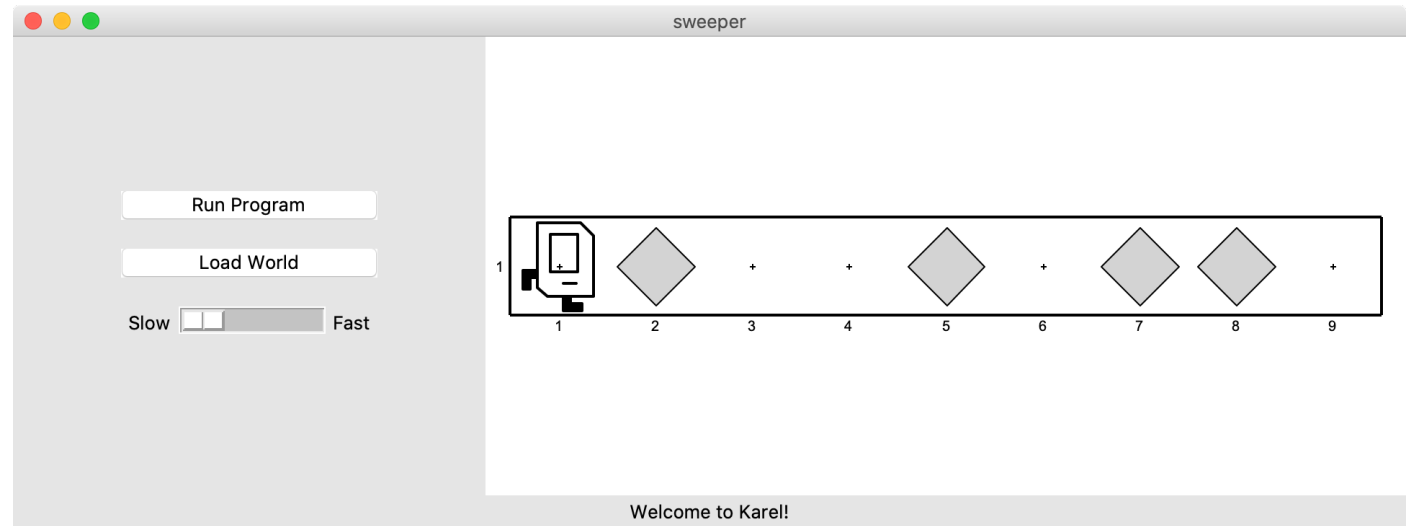 sweeper
Run Program
Load World
Slow Fast
1
1 2 3 4 5 6 7 8 9
Welcome to Karel!